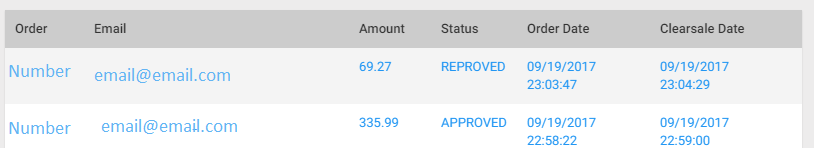 Order Email Amount Status Order Date Clearsale Date
Number email@email.com 69.27 REPROVED 09/19/2017 09/19/2017
23:03:47 23:04:29
Number email@email.com 335.99 APPROVED 09/19/2017 09/19/2017
22:58:22 22:59:00